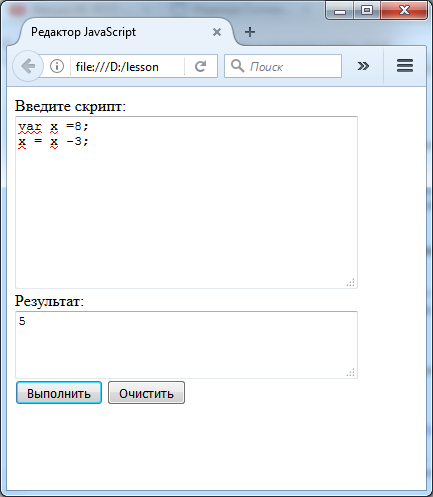 Редактор JavaScript
file:///D:/lesson
Поиск
Введите скрипт:
var x =8;
x = x -3;
Результат:
5
Выполнить Очистить